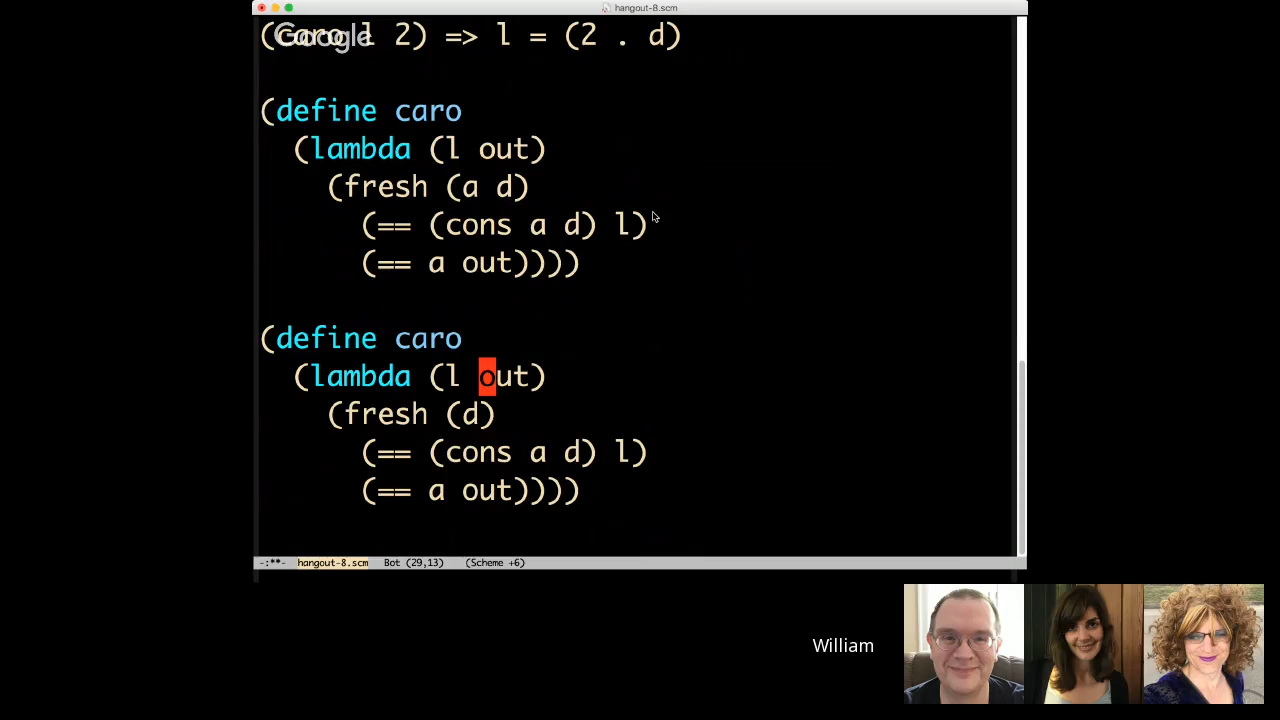 hangout-8.scm
Google
(caro l 2) => l = (2 . d)
(define caro
(lambda (l out)
(fresh (a d)
(== (cons a d) l)
(== a out))))
(define caro
(lambda (l out)
(fresh (d)
(== (cons a d) l)
(== a out))))
-:**- hangout-8.scm Bot (29,13) (Scheme +6)
William